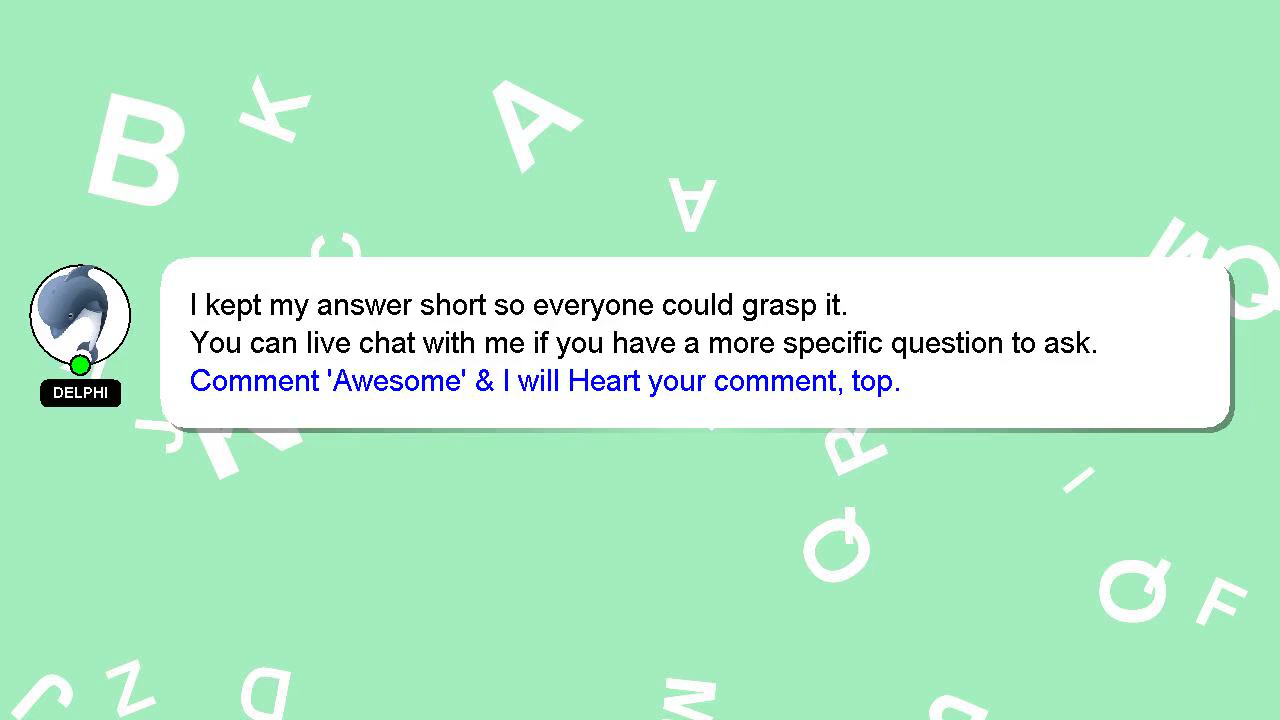 B
K
A
A
C
M
Q
I kept my answer short so everyone could grasp it.
You can live chat with me if you have a more specific question to ask.
Comment 'Awesome' & I will Heart your comment, top.
DELPHI
J
R
I
Q
Q
F
J
Z
D
M